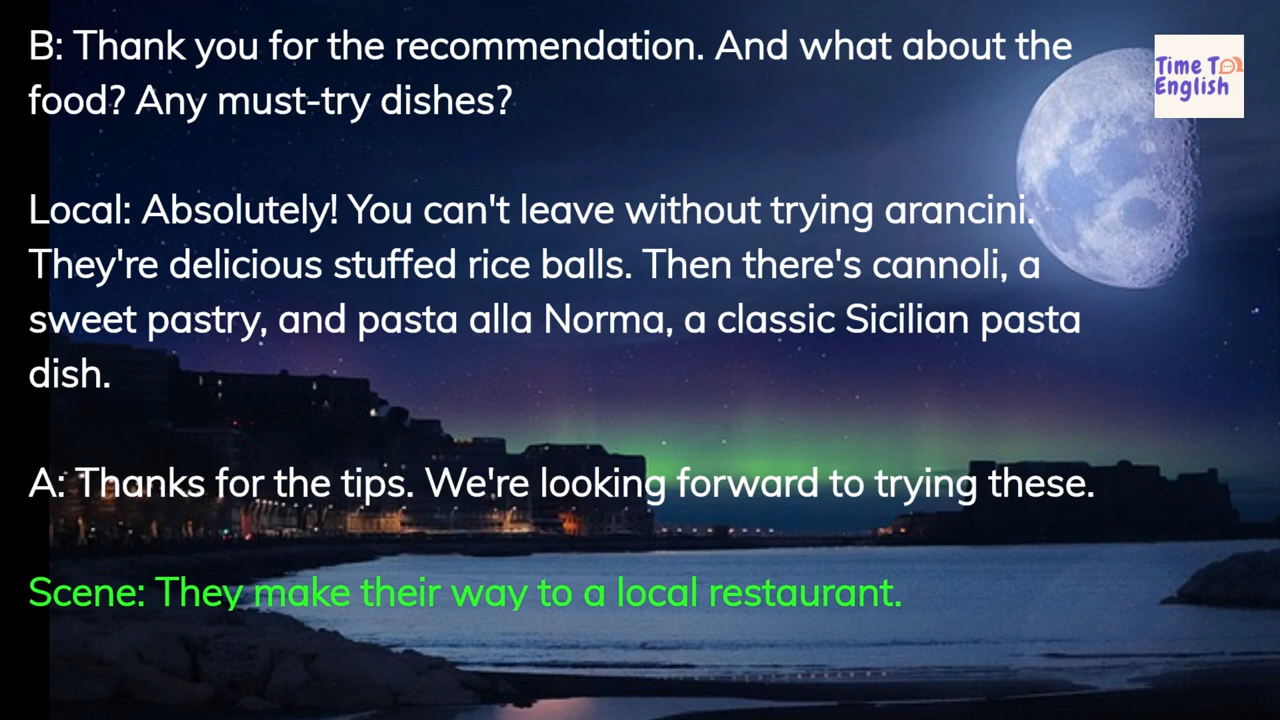 B: Thank you for the recommendation. And what about the
food? Any must-try dishes?
Time To
English
Local: Absolutely! You can't leave without trying arancini.
They're delicious stuffed rice balls. Then there's cannoli, a
sweet pastry, and pasta alla Norma, a classic Sicilian pasta
dish.
A: Thanks for the tips. We're looking forward to trying these.
Scene: They make their way to a local restaurant.